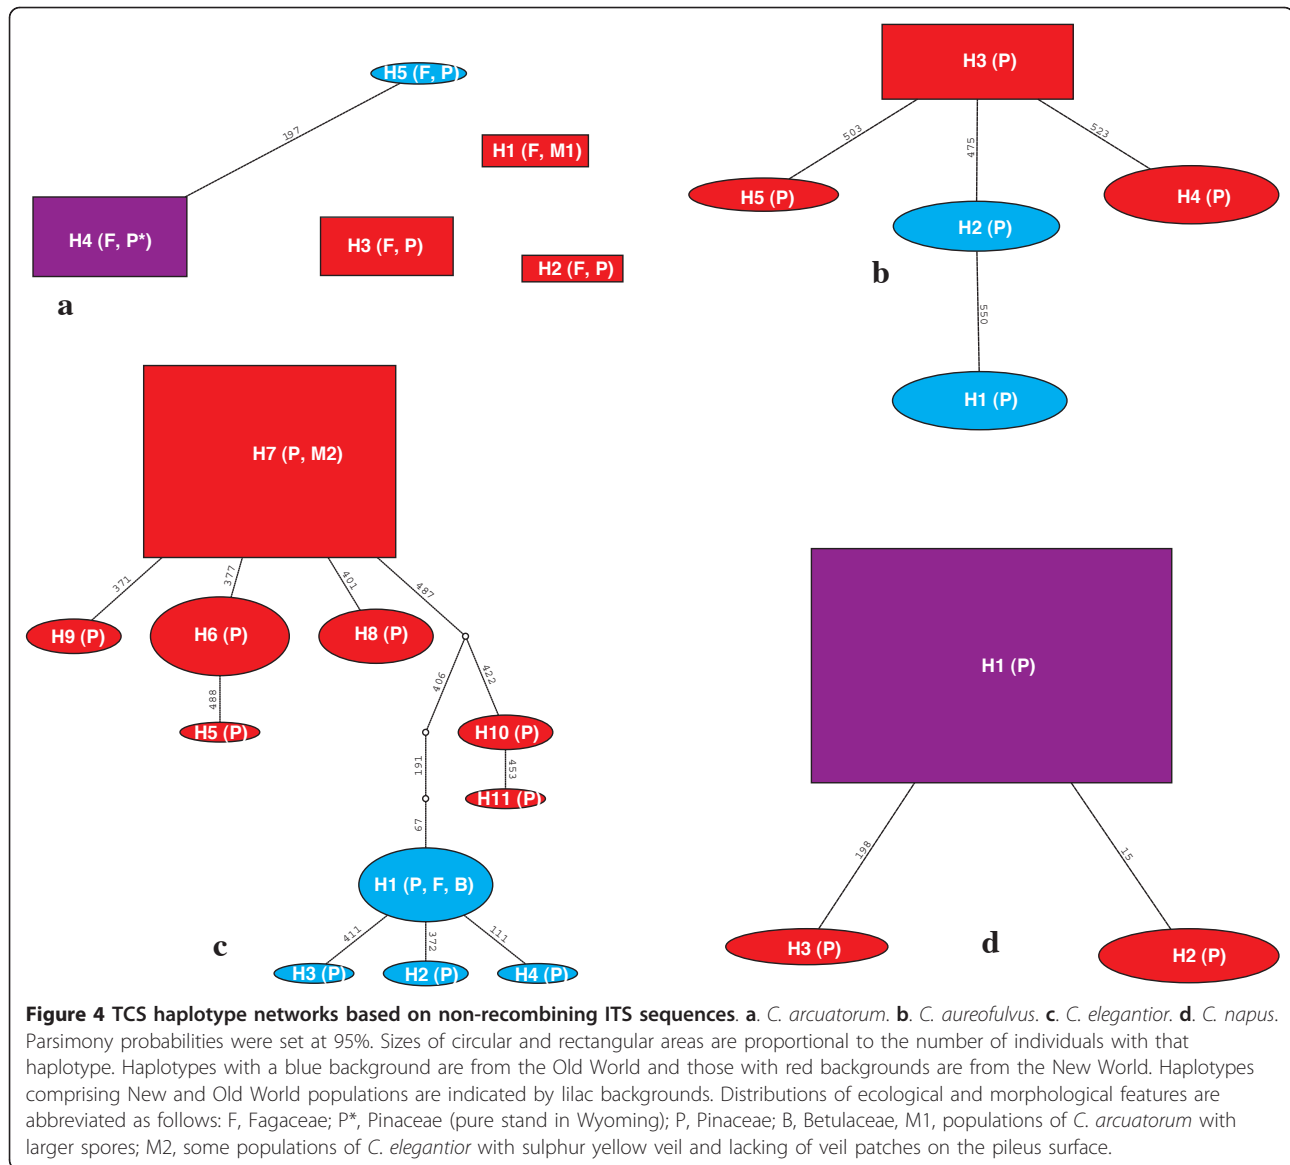 H5 (F, P)
197
H1 (F, M1)
H4 (F, P*)
H3 (F, P)
H2 (F, P)
a
H3 (P)
503
475
523
H5 (P)
H4 (P)
H2 (P)
b
550
H1 (P)
H7 (P, M2)
371
377
401
487
H9 (P)
H6 (P)
H8 (P)
406
422
488
H5 (P)
H10 (P)
191
453
H11 (P)
67
H1 (P, F, B)
c
411
372
111
H3 (P)
H2 (P)
H4 (P)
H1 (P)
198
15
H3 (P)
d
H2 (P)
Figure 4 TCS haplotype networks based on non-recombining ITS sequences. a. C. arcuatorum. b. C. aureofulvus. c. C. elegantior. d. C. napus.
Parsimony probabilities were set at 95%. Sizes of circular and rectangular areas are proportional to the number of individuals with that
haplotype. Haplotypes with a blue background are from the Old World and those with red backgrounds are from the New World. Haplotypes
comprising New and Old World populations are indicated by lilac backgrounds. Distributions of ecological and morphological features are
abbreviated as follows: F, Fagaceae; P*, Pinaceae (pure stand in Wyoming); P, Pinaceae; B, Betulaceae, M1, populations of C. arcuatorum with
larger spores; M2, some populations of C. elegantior with sulphur yellow veil and lacking of veil patches on the pileus surface.